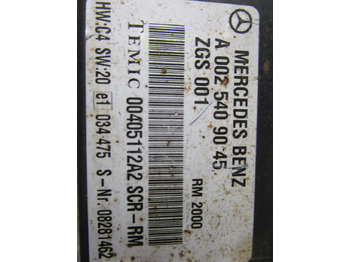 MERCEDES BENZ
A 002 540 90 45
ZGS 001
RM 2000
TEMIC 00405112A2 SCR-RM
HW:C4 SW:20 e1 034475 S-Nr 08281462